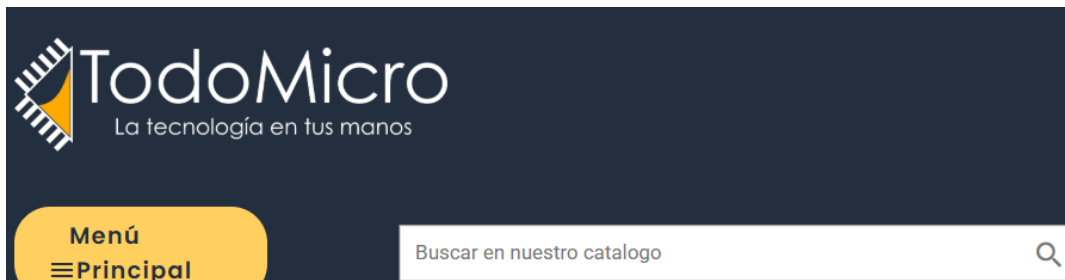 TodoMicro
La tecnología en tus manos
Menú
Principal
Buscar en nuestro catalogo